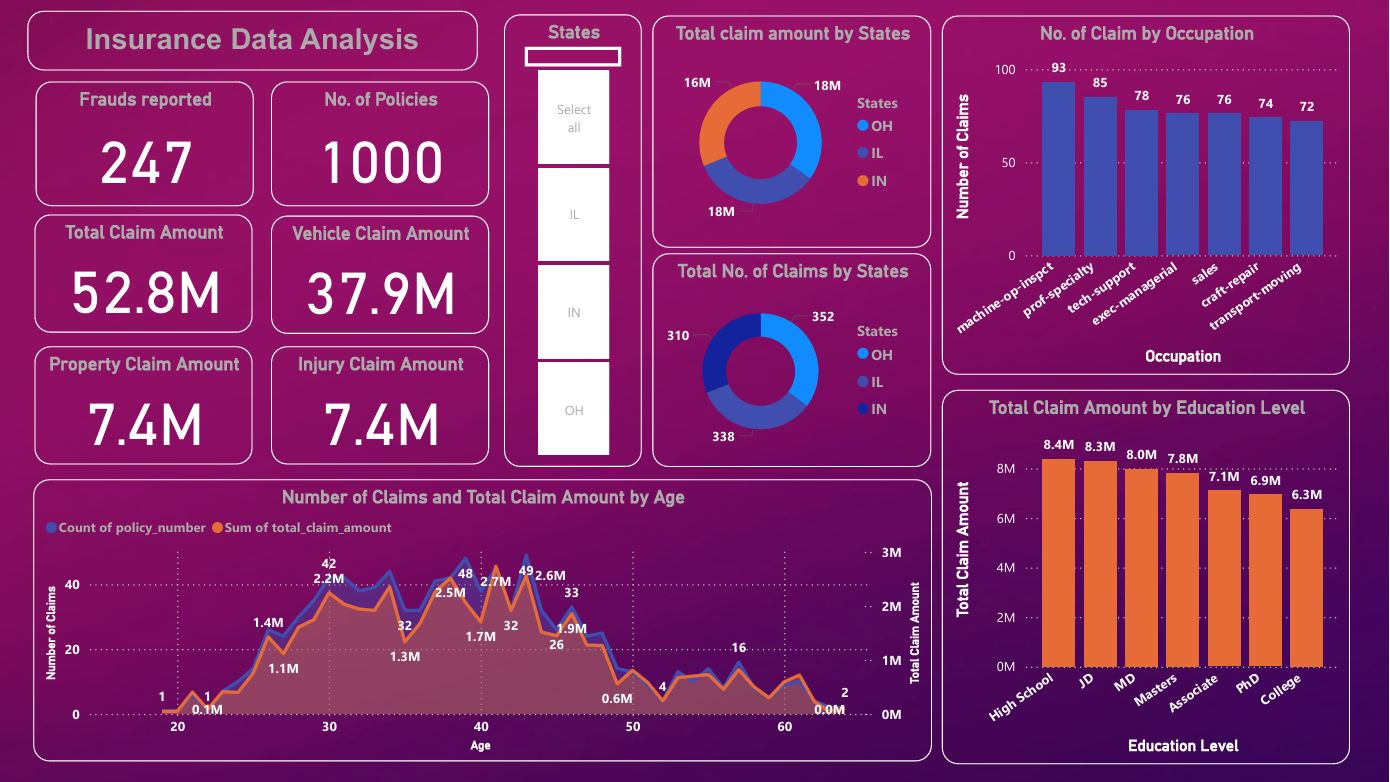 Insurance Data Analysis
Frauds reported
247
No. of Policies
1000
Total Claim Amount
52.8M
Vehicle Claim Amount
37.9M
Property Claim Amount
7.4M
Injury Claim Amount
7.4M
States
Select
all
IL
IN
OH
Total claim amount by States
16M
18M
18M
States
OH
IL
IN
Total No. of Claims by States
310
352
338
States
OH
IL
IN
No. of Claim by Occupation
Number of Claims
100
50
0
93
85
78
76
76
74
72
machine-op-inspct
prof-specialty
tech-support
exec-managerial
sales
craft-repair
transport-moving
Occupation
Total Claim Amount by Education Level
Total Claim Amount
8M
6M
4M
2M
0M
8.4M
8.3M
8.0M
7.8M
7.1M
6.9M
6.3M
High School
JD
MD
Masters
Associate
PhD
College
Education Level
Number of Claims and Total Claim Amount by Age
Count of policy_number
Sum of total_claim_amount
Number of Claims
40
20
0
1
1
0.1M
1.4M
1.1M
42
2.2M
32
1.3M
2.5M
48
1.7M
2.7M
32
49
2.6M
26
1.9M
33
0.6M
4
16
2
0.0M
3M
2M
1M
0M
Total Claim Amount
20
30
40
50
60
Age